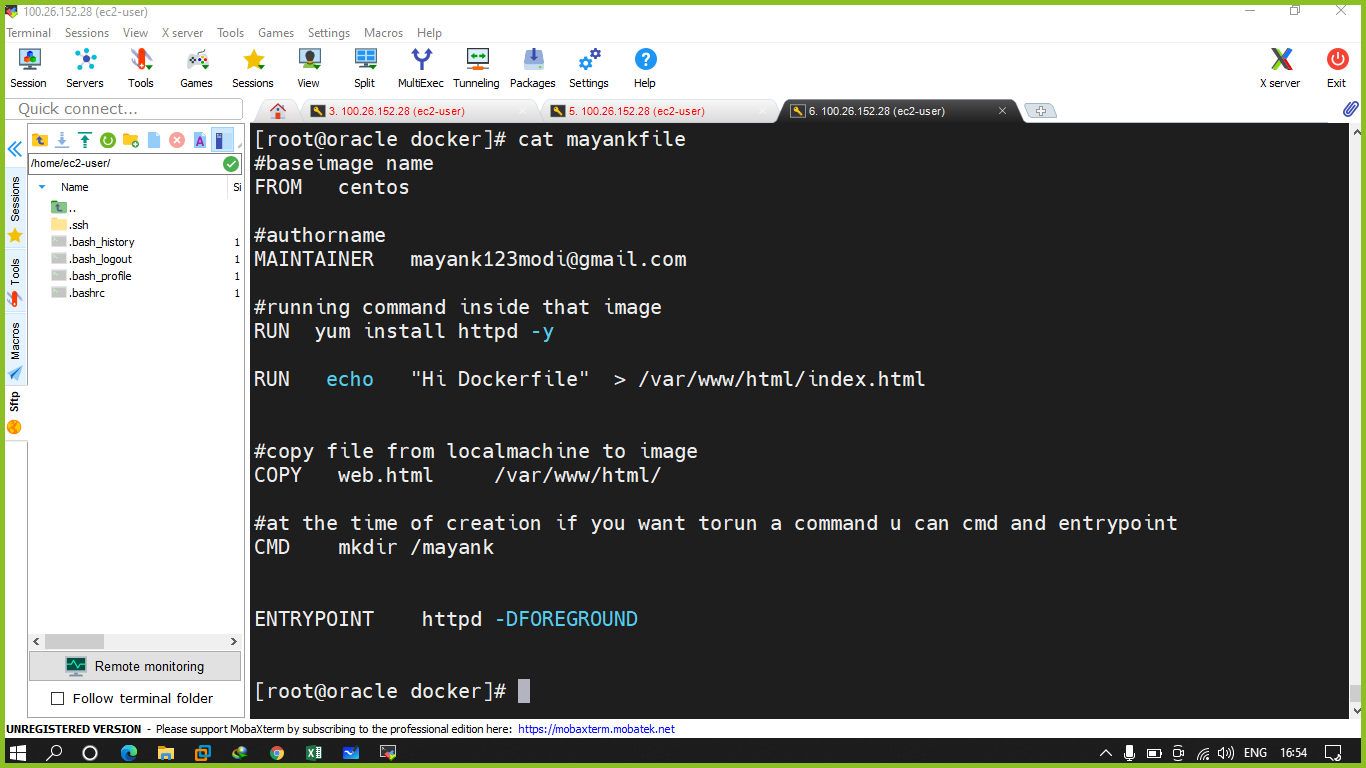 100.26.152.28 (ec2-user)
Terminal Sessions View X server Tools Games Settings Macros Help
Session Servers Tools Games Sessions View Split MultiExec Tunneling Packages Settings Help X server Exit
Quick connect...
3. 100.26.152.28 (ec2-user)
5. 100.26.152.28 (ec2-user)
6. 100.26.152.28 (ec2-user)
Sessions
Tools
Macros
Sftp
/home/ec2-user/
Name Si
..
.ssh
.bash_history 1
.bash_logout 1
.bash_profile 1
.bashrc 1
Remote monitoring
Follow terminal folder
[root@oracle docker]# cat mayankfile
#baseimage name
FROM   centos
#authorname
MAINTAINER   mayank123modi@gmail.com
#running command inside that image
RUN  yum install httpd -y
RUN   echo   "Hi Dockerfile"  > /var/www/html/index.html
#copy file from localmachine to image
COPY   web.html     /var/www/html/
#at the time of creation if you want torun a command u can cmd and entrypoint
CMD    mkdir /mayank
ENTRYPOINT    httpd -DFOREGROUND
[root@oracle docker]#
UNREGISTERED VERSION - Please support MobaXterm by subscribing to the professional edition here: https://mobaxterm.mobatek.net
ENG 16:54